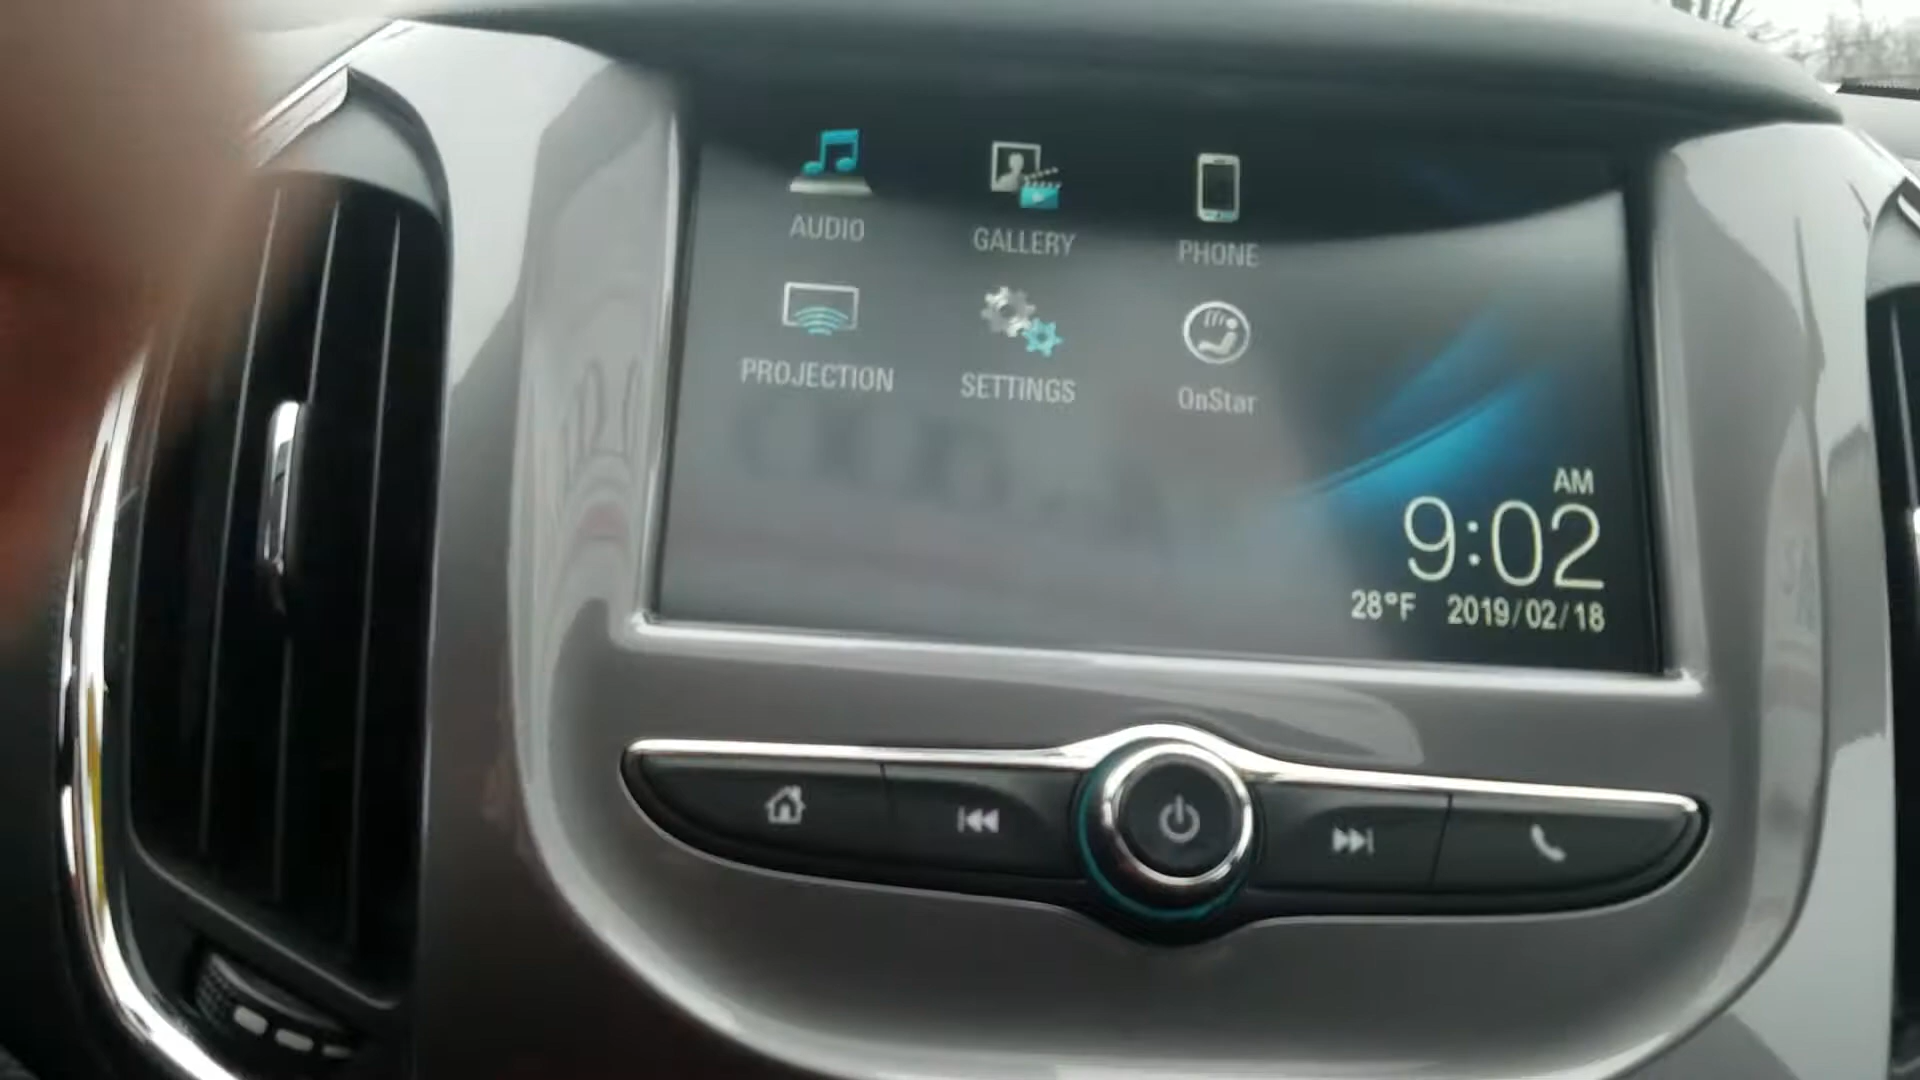 AUDIO
GALLERY
PHONE
PROJECTION
SETTINGS
OnStar
AM
9:02
28°F 2019/02/18